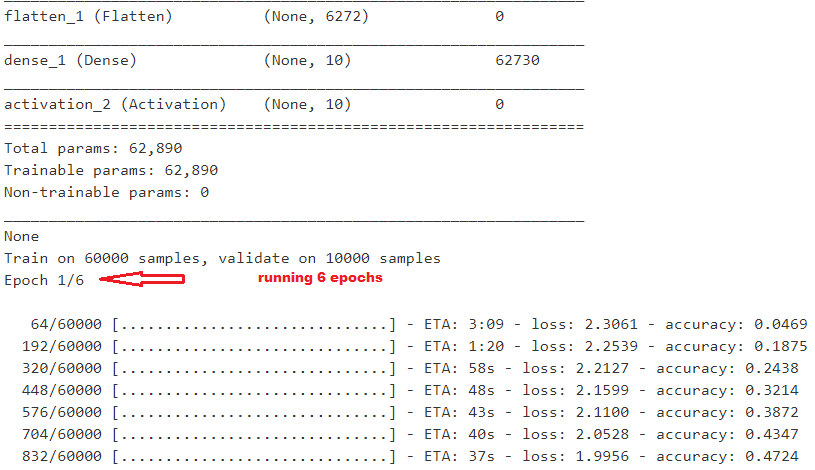 flatten_1 (Flatten) (None, 6272) 0
_________________________________________________________________
dense_1 (Dense) (None, 10) 62730
_________________________________________________________________
activation_2 (Activation) (None, 10) 0
=================================================================
Total params: 62,890
Trainable params: 62,890
Non-trainable params: 0
_________________________________________________________________
None
Train on 60000 samples, validate on 10000 samples
Epoch 1/6 running 6 epochs
64/60000 [..............................] - ETA: 3:09 - loss: 2.3061 - accuracy: 0.0469
192/60000 [..............................] - ETA: 1:20 - loss: 2.2539 - accuracy: 0.1875
320/60000 [..............................] - ETA: 58s - loss: 2.2127 - accuracy: 0.2438
448/60000 [..............................] - ETA: 48s - loss: 2.1599 - accuracy: 0.3214
576/60000 [..............................] - ETA: 43s - loss: 2.1100 - accuracy: 0.3872
704/60000 [..............................] - ETA: 40s - loss: 2.0528 - accuracy: 0.4347
832/60000 [..............................] - ETA: 37s - loss: 1.9956 - accuracy: 0.4724